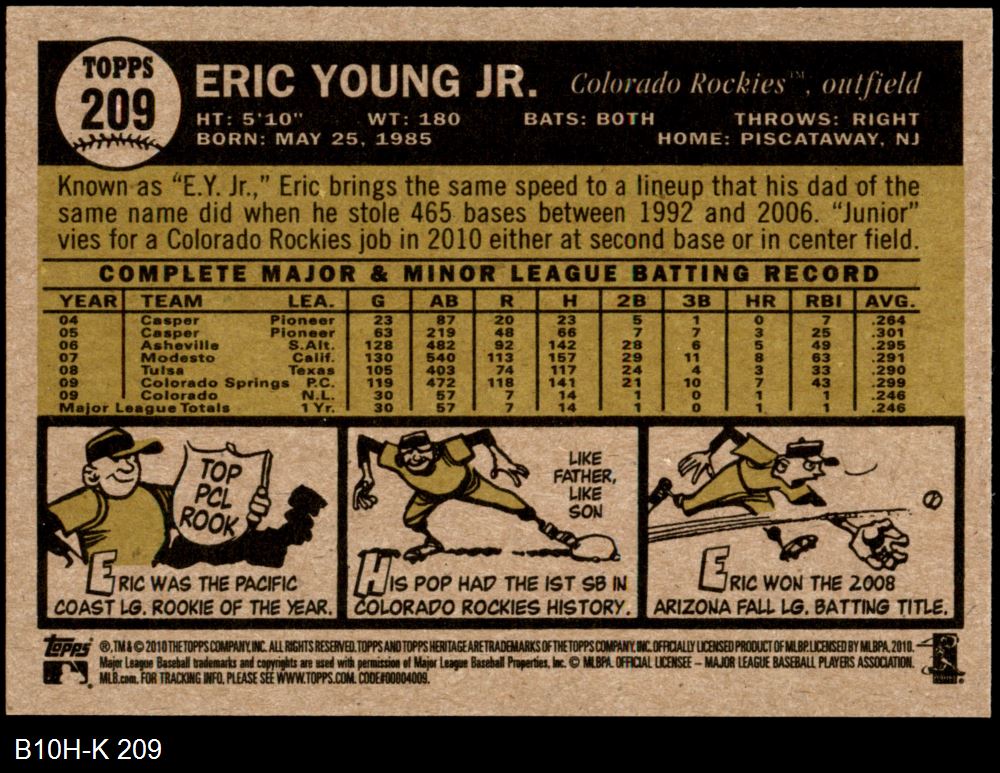 TOPPS
209
ERIC YOUNG JR. Colorado Rockies™, outfield
HT: 5'10" WT: 180 BATS: BOTH THROWS: RIGHT
BORN: MAY 25, 1985 HOME: PISCATAWAY, NJ
Known as "E.Y. Jr.," Eric brings the same speed to a lineup that his dad of the
same name did when he stole 465 bases between 1992 and 2006. "Junior"
vies for a Colorado Rockies job in 2010 either at second base or in center field.
COMPLETE MAJOR & MINOR LEAGUE BATTING RECORD
YEAR TEAM LEA. G AB R H 2B 3B HR RBI AVG.
04 Casper Pioneer 23 87 20 23 5 1 0 7 .264
05 Casper Pioneer 63 219 48 66 7 7 3 25 .301
06 Asheville S.Alt. 128 482 92 142 28 6 5 49 .295
07 Modesto Calif. 130 540 113 157 29 11 8 63 .291
08 Tulsa Texas 105 403 74 117 24 4 3 33 .290
09 Colorado Springs P.C. 119 472 118 141 21 10 7 43 .299
09 Colorado N.L. 30 57 7 14 1 0 1 1 .246
Major League Totals 1 Yr. 30 57 7 14 1 0 1 1 .246
TOP
PCL
ROOK
ERIC WAS THE PACIFIC
COAST LG. ROOKIE OF THE YEAR.
LIKE
FATHER,
LIKE
SON
HIS POP HAD THE 1ST SB IN
COLORADO ROCKIES HISTORY.
ERIC WON THE 2008
ARIZONA FALL LG. BATTING TITLE.
Topps ®, TM & © 2010 THE TOPPS COMPANY, INC. ALL RIGHTS RESERVED. TOPPS AND TOPPS HERITAGE ARE TRADEMARKS OF THE TOPPS COMPANY, INC. OFFICIALLY LICENSED PRODUCT OF MLBP. LICENSED BY MLBPA, 2010.
Major League Baseball trademarks and copyrights are used with permission of Major League Baseball Properties, Inc. © MLBPA. OFFICIAL LICENSEE – MAJOR LEAGUE BASEBALL PLAYERS ASSOCIATION.
MLB.com. FOR TRACKING INFO, PLEASE SEE WWW.TOPPS.COM. CODE#00004009.
B10H-K 209